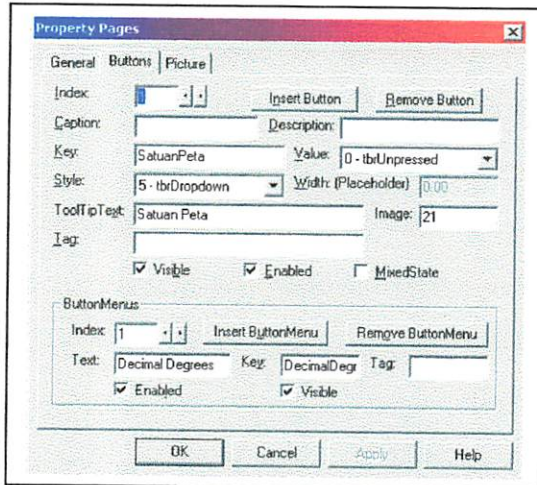 Property Pages
General Buttons Picture
Index: 1 Insert Button Remove Button
Caption: Description:
Key: SatuanPeta Value: 0 - tbrUnpressed
Style: 5 - tbrDropdown Width: (Placeholder) 0.00
ToolTipText: Satuan Peta Image: 21
Tag:
Visible Enabled MixedState
ButtonMenus
Index: 1 Insert ButtonMenu Remove ButtonMenu
Text: Decimal Degrees Key: DecimalDegr Tag:
Enabled Visible
OK Cancel Apply Help